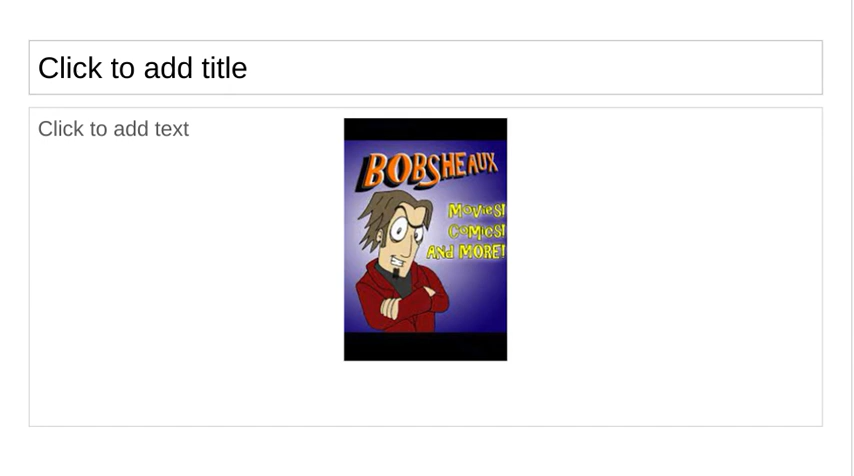 Click to add title
Click to add text
BOBSHEAUX
MOVIES!
COMICS!
ANd MORE!